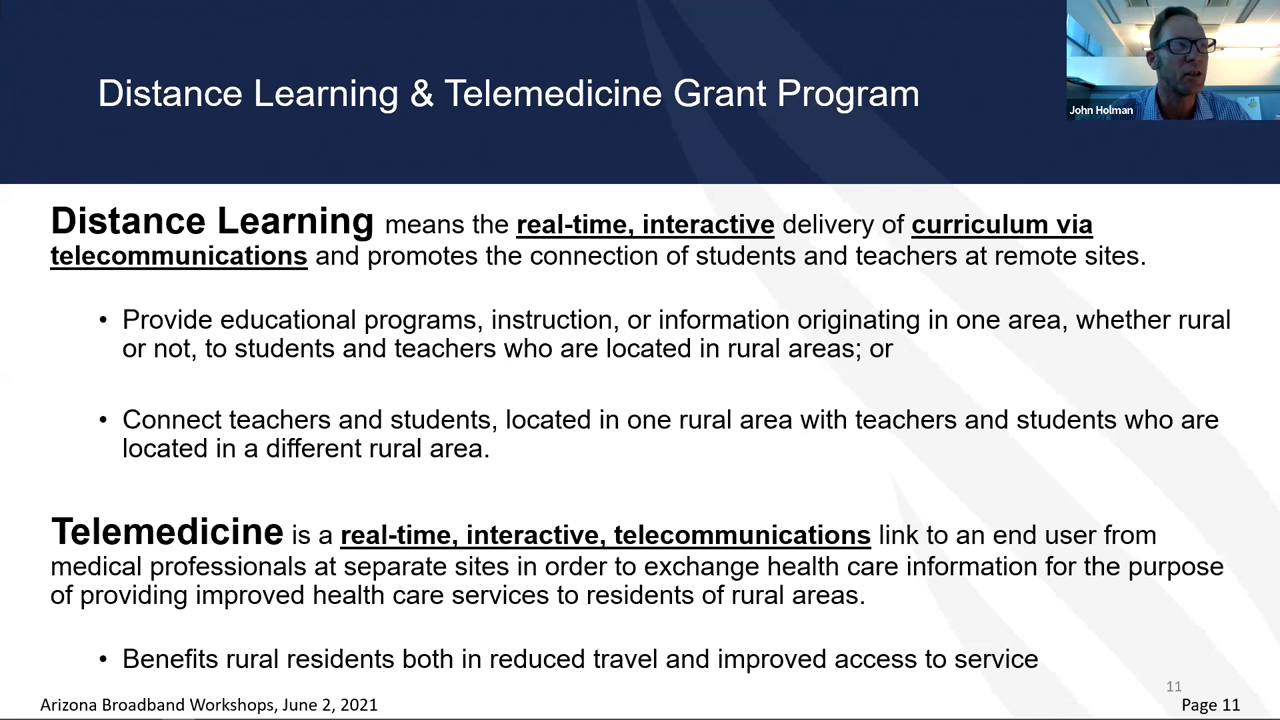 Distance Learning & Telemedicine Grant Program
John Holman
Distance Learning means the real-time, interactive delivery of curriculum via
telecommunications and promotes the connection of students and teachers at remote sites.
• Provide educational programs, instruction, or information originating in one area, whether rural
or not, to students and teachers who are located in rural areas; or
• Connect teachers and students, located in one rural area with teachers and students who are
located in a different rural area.
Telemedicine is a real-time, interactive, telecommunications link to an end user from
medical professionals at separate sites in order to exchange health care information for the purpose
of providing improved health care services to residents of rural areas.
• Benefits rural residents both in reduced travel and improved access to service
11
Arizona Broadband Workshops, June 2, 2021
Page 11